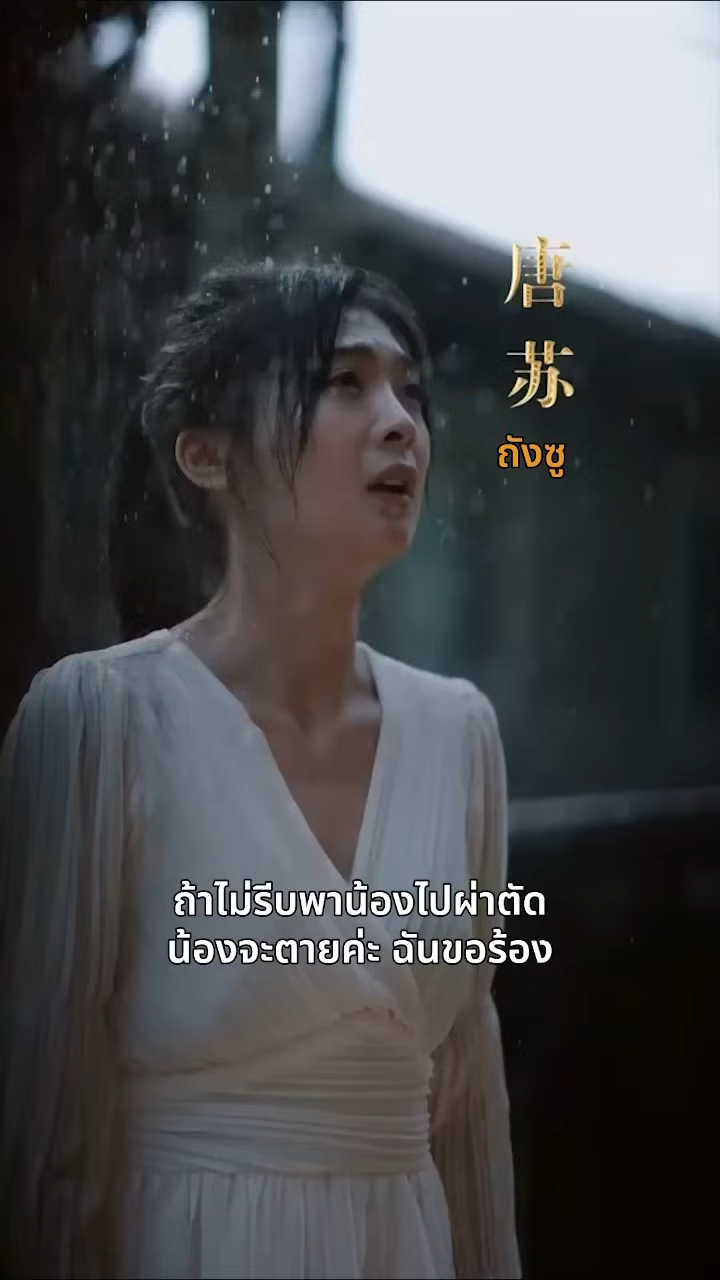 唐
苏
ถังซู
ถ้าไม่รีบพาน้องไปผ่าตัด
น้องจะตายค่ะ ฉันขอร้อง